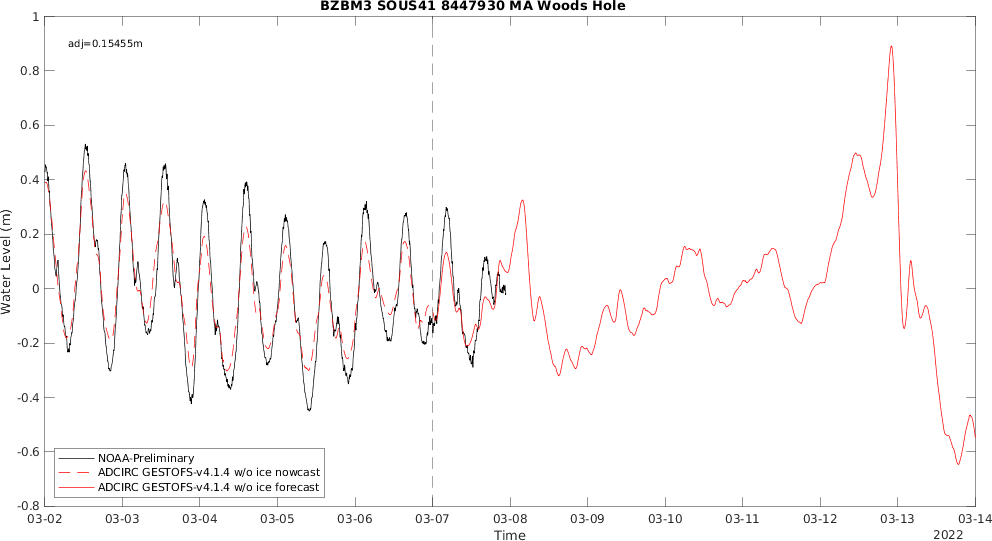 BZBM3 SOUS41 8447930 MA Woods Hole
adj=0.15455m
1
0.8
0.6
0.4
0.2
0
-0.2
-0.4
-0.6
-0.8
Water Level (m)
NOAA-Preliminary
ADCIRC GESTOFS-v4.1.4 w/o ice nowcast
ADCIRC GESTOFS-v4.1.4 w/o ice forecast
03-02 03-03 03-04 03-05 03-06 03-07 03-08 03-09 03-10 03-11 03-12 03-13 03-14
Time
2022